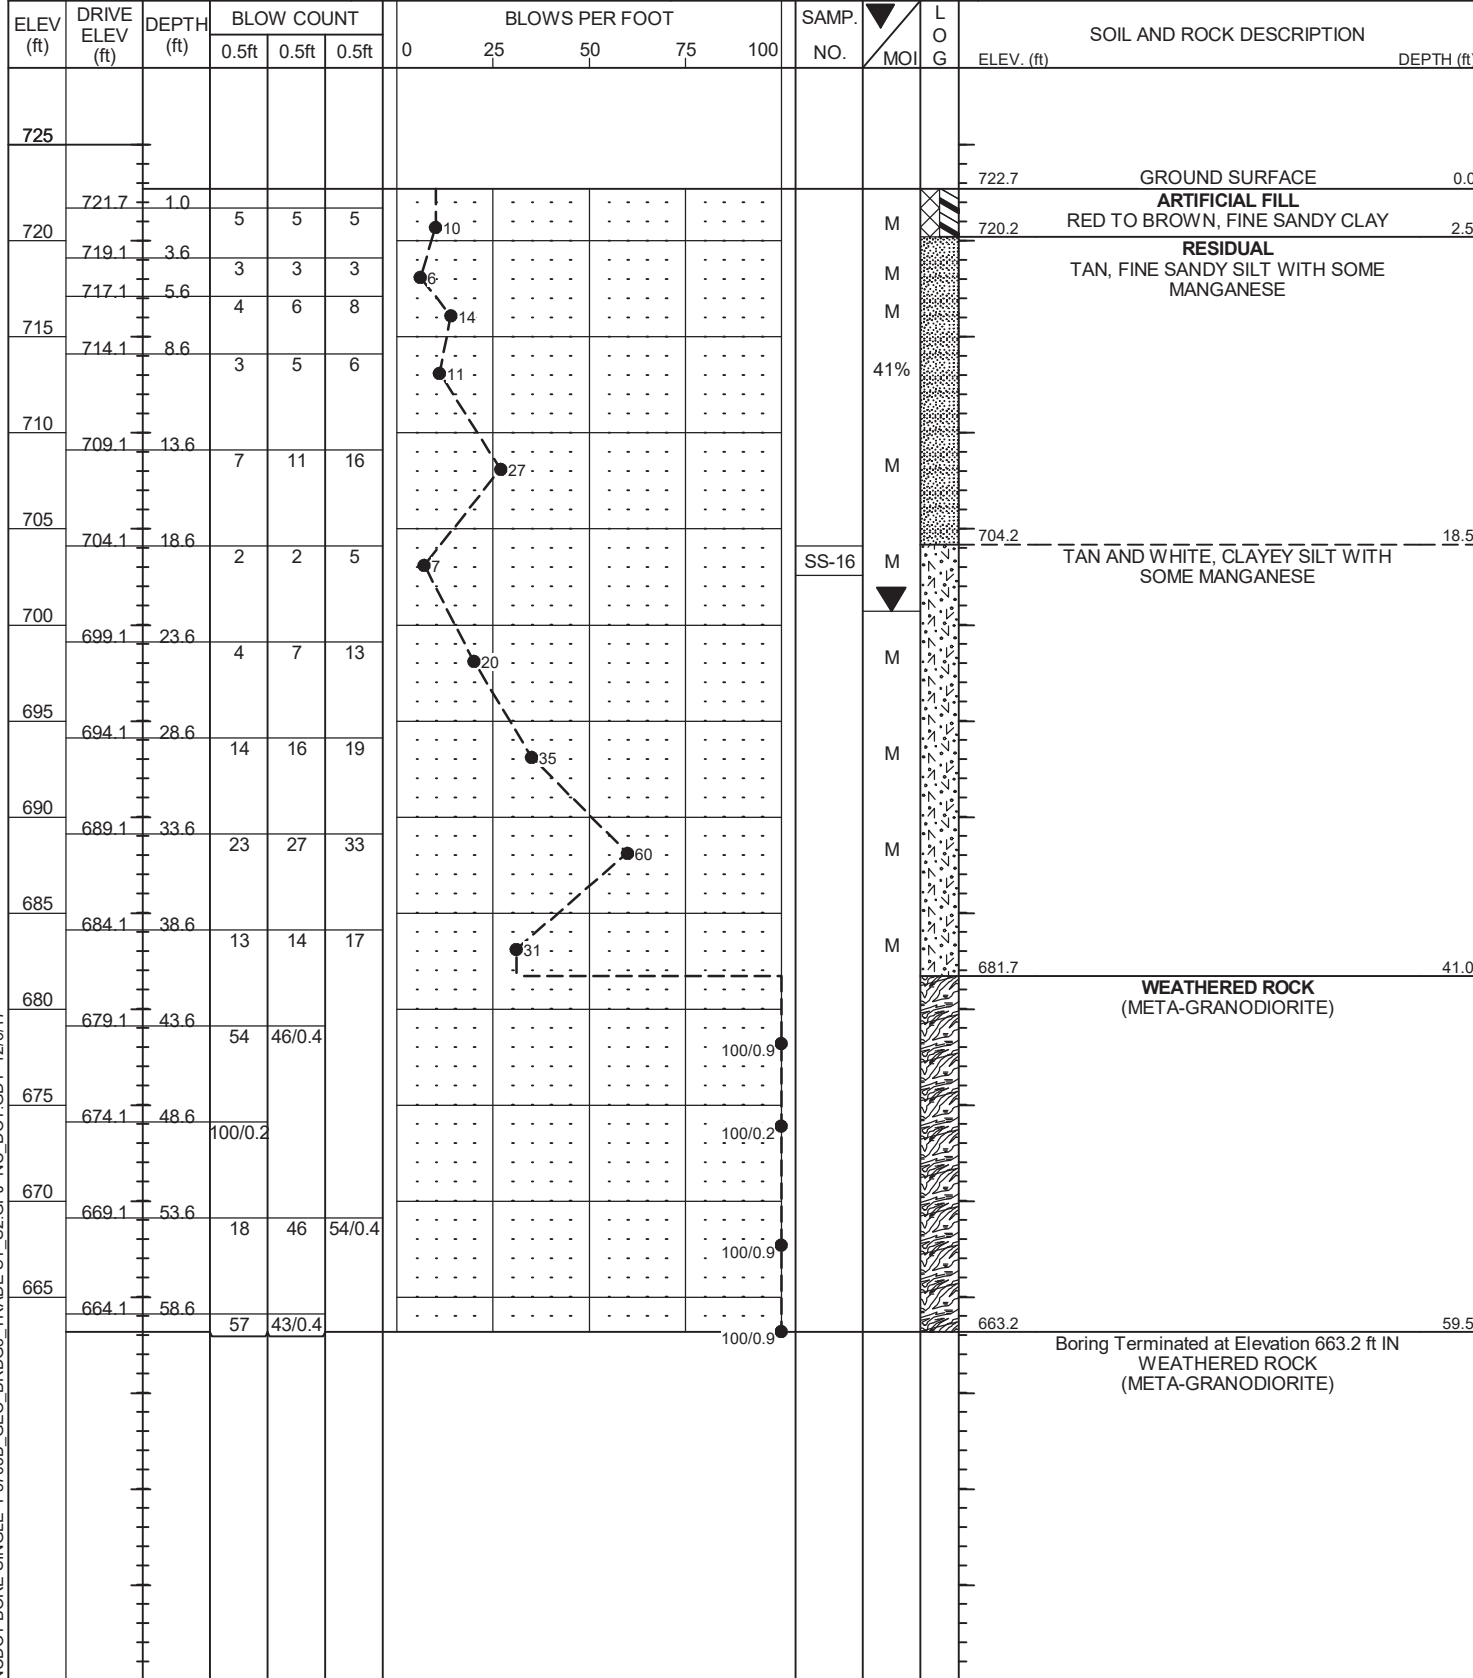 ELEV (ft) DRIVE ELEV (ft) DEPTH (ft) BLOW COUNT BLOWS PER FOOT SAMP. NO. MOI L O G SOIL AND ROCK DESCRIPTION
0.5ft 0.5ft 0.5ft 0 25 50 75 100 ELEV. (ft) DEPTH (ft)
725
722.7 GROUND SURFACE 0.0
ARTIFICIAL FILL
721.7 1.0
5 5 5 10 M RED TO BROWN, FINE SANDY CLAY
720 720.2 2.5
RESIDUAL
719.1 3.6
3 3 3 6 M TAN, FINE SANDY SILT WITH SOME
MANGANESE
717.1 5.6
4 6 8 14 M
715
714.1 8.6
3 5 6 11 41%
710
709.1 13.6
7 11 16 27 M
705
704.2 18.5
704.1 18.6
2 2 5 7 SS-16 M TAN AND WHITE, CLAYEY SILT WITH
SOME MANGANESE
700
699.1 23.6
4 7 13 20 M
695
694.1 28.6
14 16 19 35 M
690
689.1 33.6
23 27 33 60 M
685
684.1 38.6
13 14 17 31 M
681.7 41.0
WEATHERED ROCK
(META-GRANODIORITE)
680
679.1 43.6
54 46/0.4 100/0.9
675
674.1 48.6
100/0.2 100/0.2
670
669.1 53.6
18 46 54/0.4 100/0.9
665
664.1 58.6
57 43/0.4 100/0.9
663.2 59.5
Boring Terminated at Elevation 663.2 ft IN
WEATHERED ROCK
(META-GRANODIORITE)